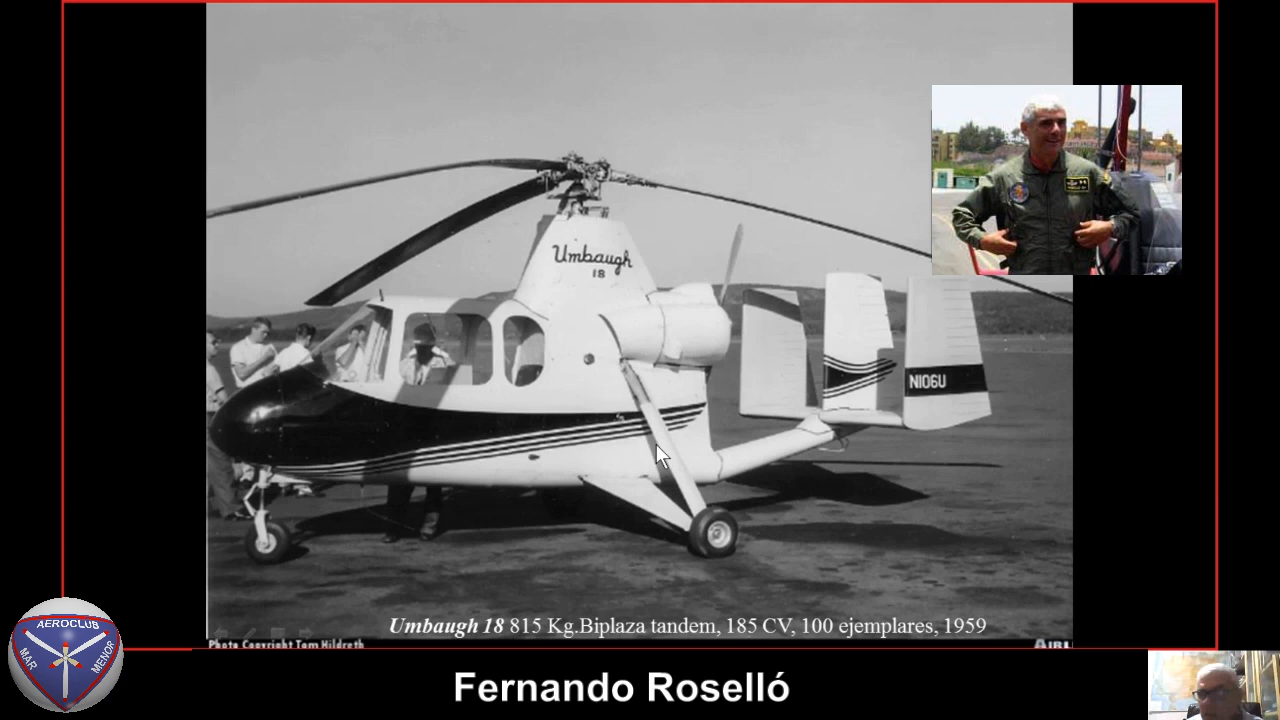 Umbaugh
18
N106U
Umbaugh 18 815 Kg.Biplaza tandem, 185 CV, 100 ejemplares, 1959
Photo Copyright Tom Hildreth
AEROCLUB
MAR
MENOR
Fernando Roselló